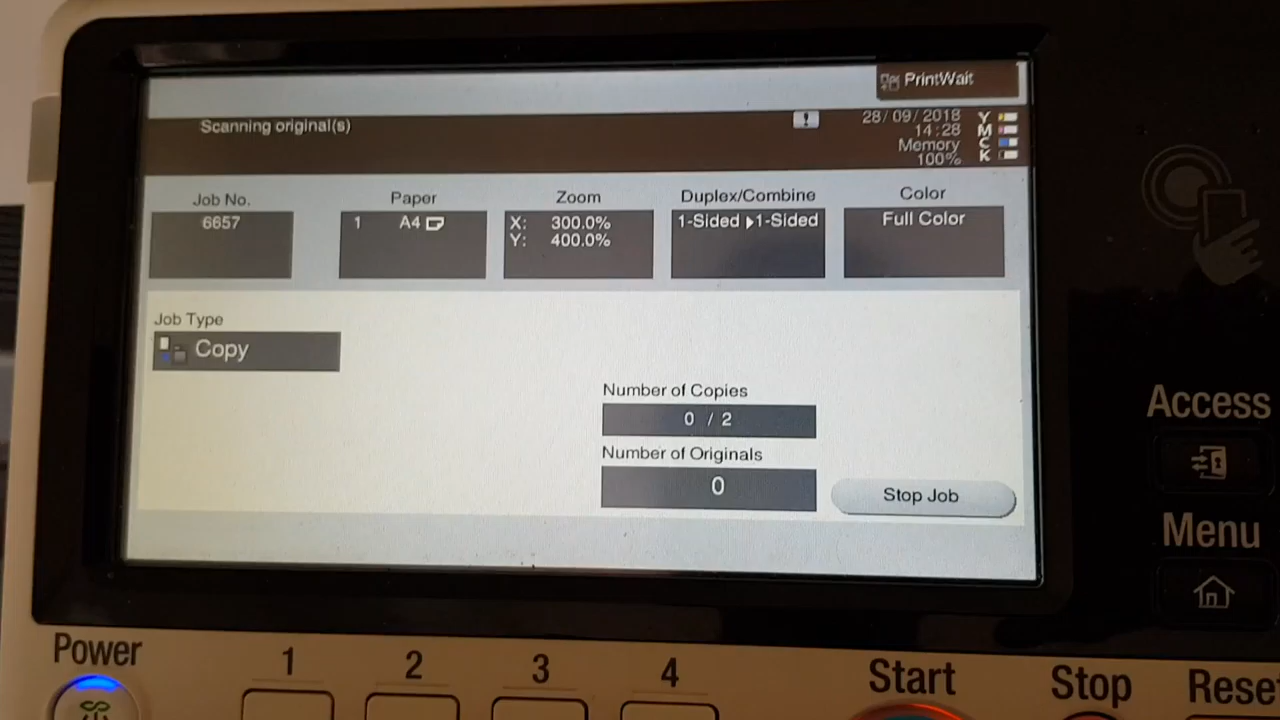 PrintWait
Scanning original(s)
!
28/09/2018
14:28
Memory
100%
Y
M
C
K
Job No.
6657
Paper
1 A4
Zoom
X: 300.0%
Y: 400.0%
Duplex/Combine
1-Sided ▶1-Sided
Color
Full Color
Job Type
Copy
Number of Copies
0 / 2
Number of Originals
0
Stop Job
Access
Menu
Power
1
2
3
4
Start
Stop
Rese